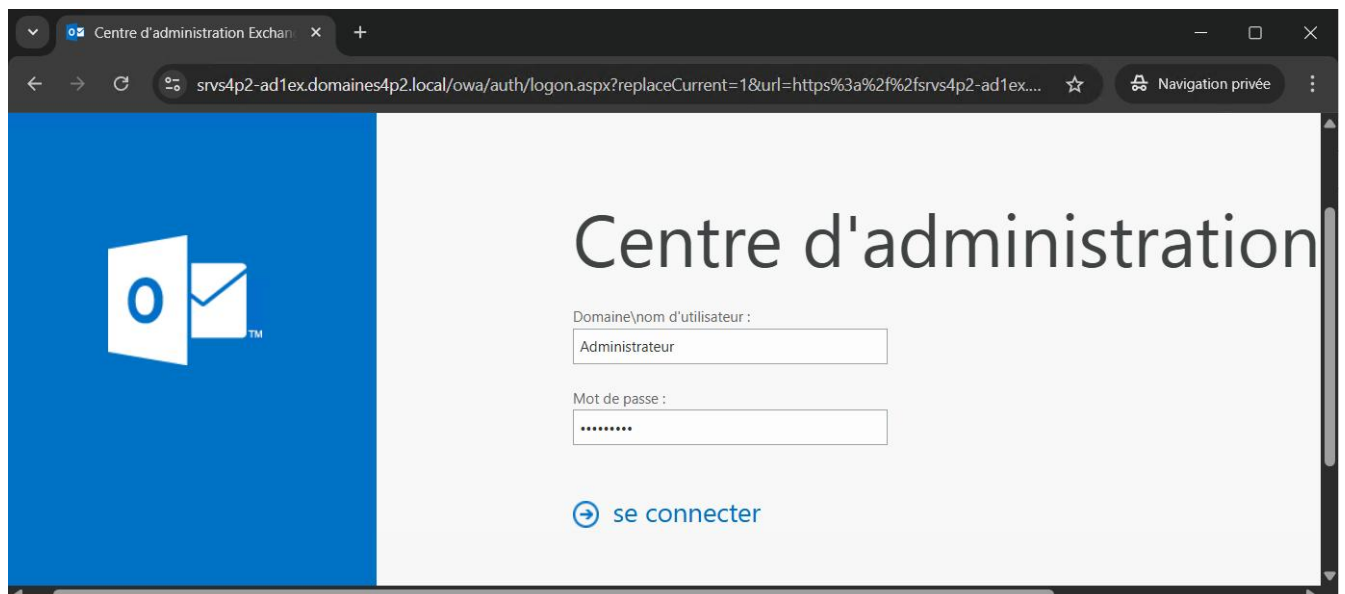 Centre d'administration Exchan
srvs4p2-ad1ex.domaines4p2.local/owa/auth/logon.aspx?replaceCurrent=1&url=https%3a%2f%2fsrvs4p2-ad1ex....
Navigation privée
Centre d'administration
Domaine\nom d'utilisateur :
Administrateur
Mot de passe :
•••••••••
se connecter
TM